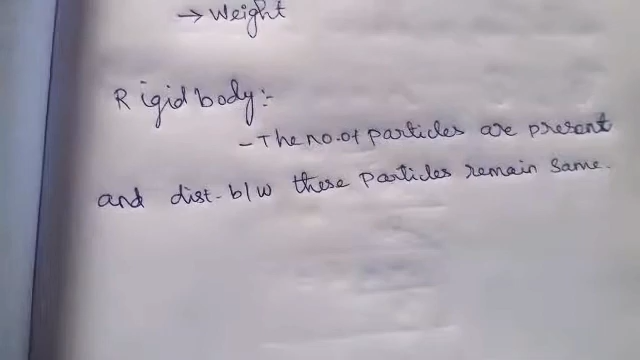 → Weight
Rigid body:-
- The no. of particles are present
and dist. b/w these particles remain same.